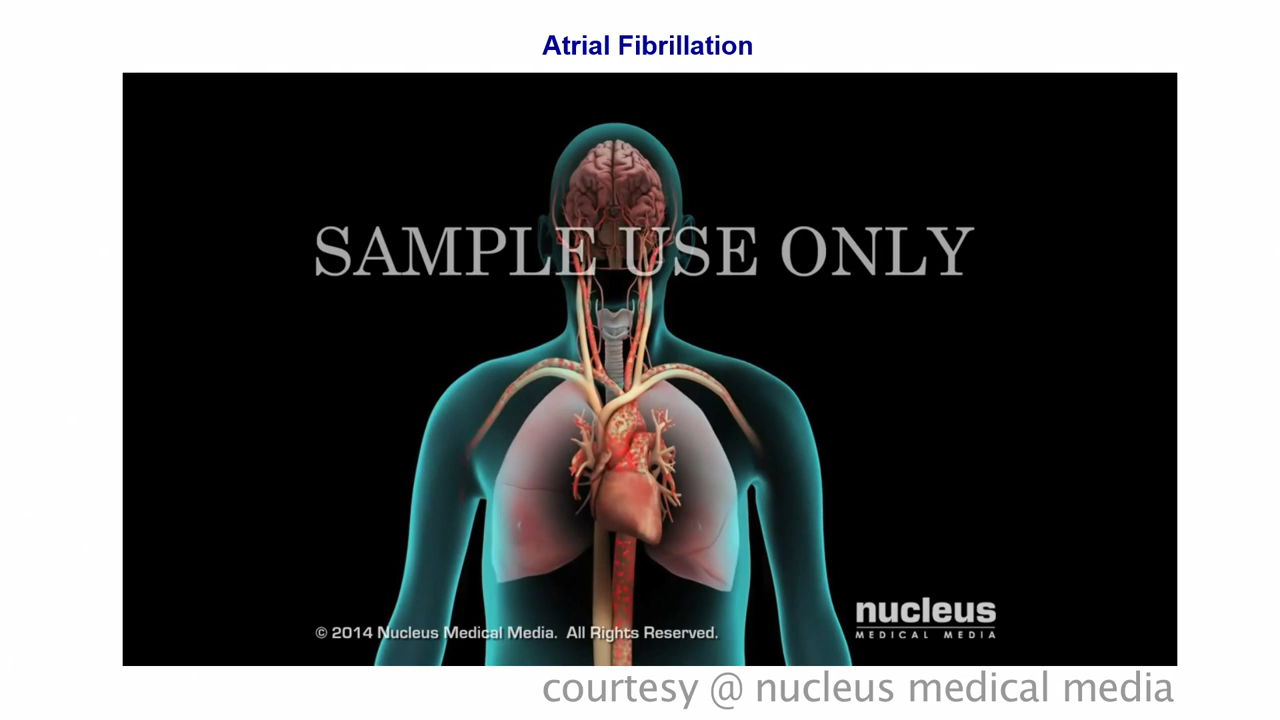 Atrial Fibrillation
SAMPLE USE ONLY
© 2014 Nucleus Medical Media. All Rights Reserved.
nucleus
MEDICAL MEDIA
courtesy @ nucleus medical media